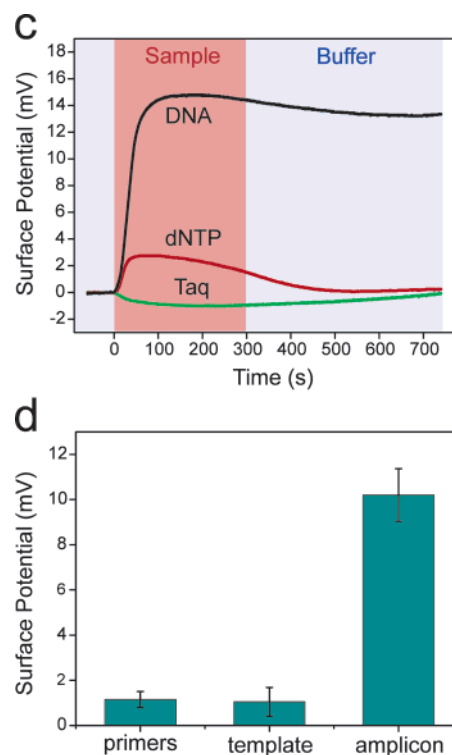 c
Sample
Buffer
Surface Potential (mV)
18
16
14
12
10
8
6
4
2
0
-2
DNA
dNTP
Taq
0 100 200 300 400 500 600 700
Time (s)
d
Surface Potential (mV)
12
10
8
6
4
2
0
primers template amplicon